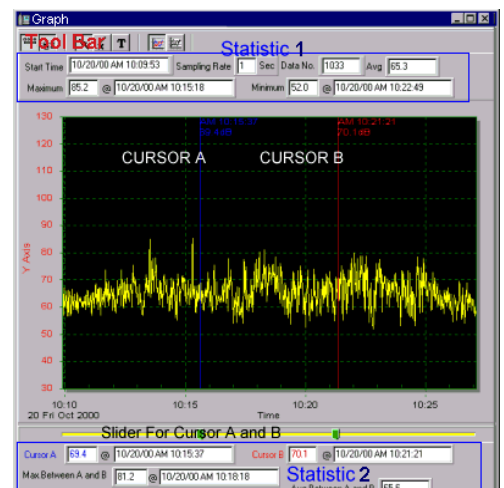 Graph
Tool Bar
T
Statistic 1
Start Time 10/20/00 AM 10:09:53 Sampling Rate 1 Sec Data No. 1033 Avg 65.3
Maximum 85.2 @ 10/20/00 AM 10:15:18 Minimum 52.0 @ 10/20/00 AM 10:22:49
130
AM 10:15:37
69.4dB
AM 10:21:21
70.1dB
120
CURSOR A CURSOR B
110
100
90
80
Y Axis
70
60
50
40
30
10:10 10:15 10:20 10:25
20 Fri Oct 2000 Time
Slider For Cursor A and B
Cursor A 69.4 @ 10/20/00 AM 10:15:37 Cursor B 70.1 @ 10/20/00 AM 10:21:21
Max Between A and B 81.2 @ 10/20/00 AM 10:18:18 Statistic 2
Avg Between A and B 65.6